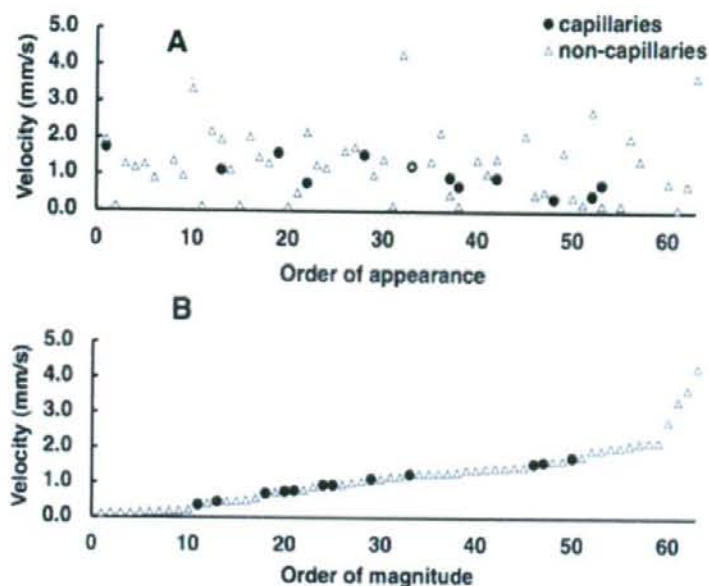 A
● capillaries
△ non-capillaries
Velocity (mm/s)
5.0
4.0
3.0
2.0
1.0
0.0
0 10 20 30 40 50 60
Order of appearance
B
Velocity (mm/s)
5.0
4.0
3.0
2.0
1.0
0.0
0 10 20 30 40 50 60
Order of magnitude